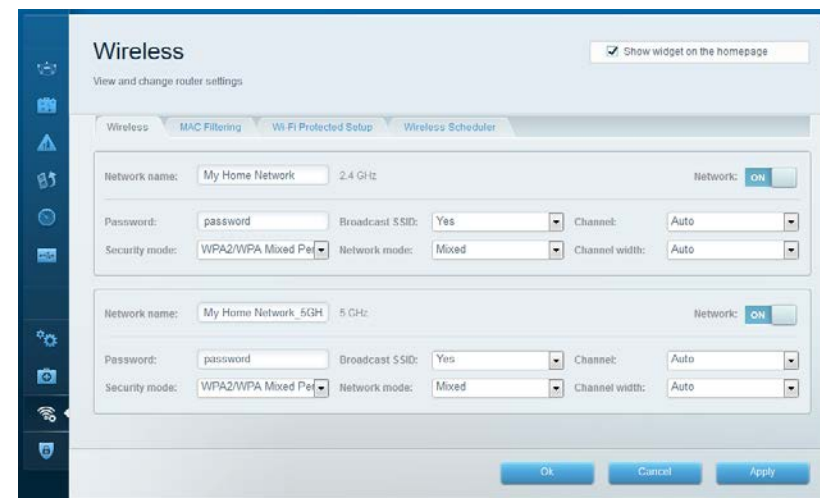 Wireless
Show widget on the homepage
View and change router settings
Wireless MAC Filtering Wi-Fi Protected Setup Wireless Scheduler
Network name: My Home Network 2.4 GHz Network: ON
Password: password Broadcast SSID: Yes Channel: Auto
Security mode: WPA2/WPA Mixed Per Network mode: Mixed Channel width: Auto
Network name: My Home Network_5GH 5 GHz Network: ON
Password: password Broadcast SSID: Yes Channel: Auto
Security mode: WPA2/WPA Mixed Per Network mode: Mixed Channel width: Auto
Ok Cancel Apply